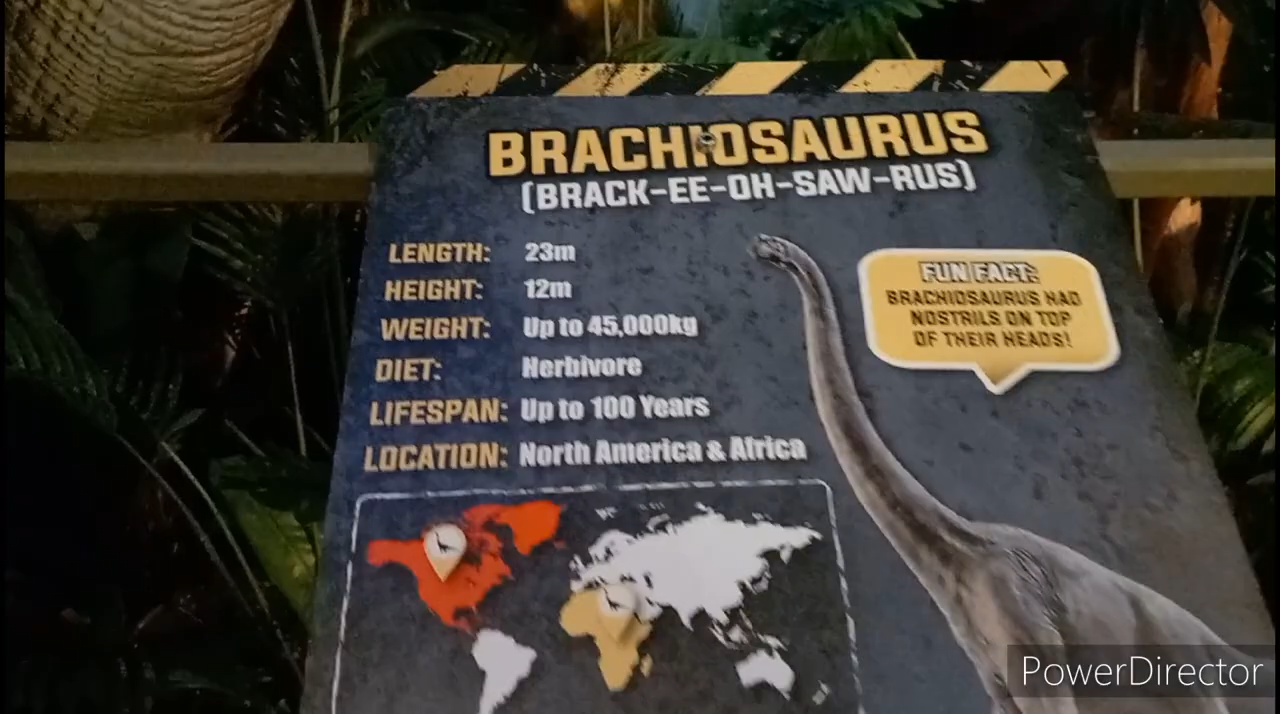 BRACHIOSAURUS
(BRACK-EE-OH-SAW-RUS)
LENGTH: 23m
HEIGHT: 12m
WEIGHT: Up to 45,000kg
DIET: Herbivore
LIFESPAN: Up to 100 Years
LOCATION: North America & Africa
FUN FACT:
BRACHIOSAURUS HAD
NOSTRILS ON TOP
OF THEIR HEADS!
PowerDirector